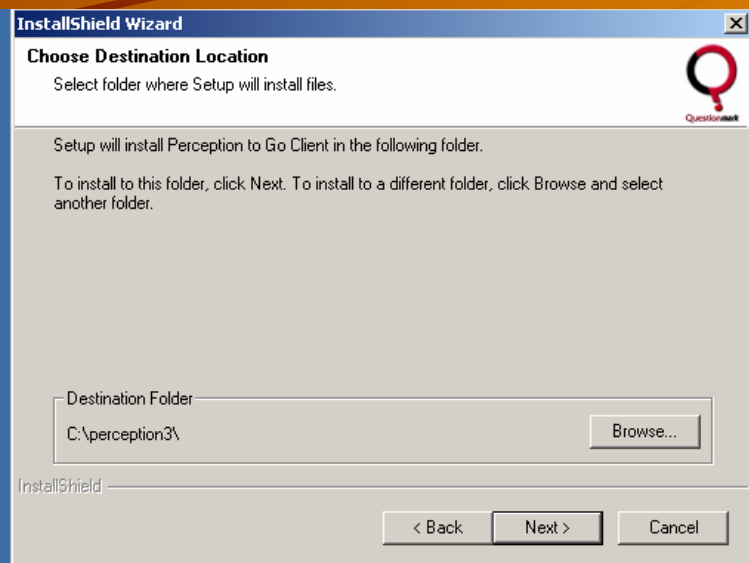 InstallShield Wizard
Choose Destination Location
Select folder where Setup will install files.
Questionmark
Setup will install Perception to Go Client in the following folder.
To install to this folder, click Next. To install to a different folder, click Browse and select
another folder.
Destination Folder
C:\perception3\
Browse...
InstallShield
< Back
Next >
Cancel